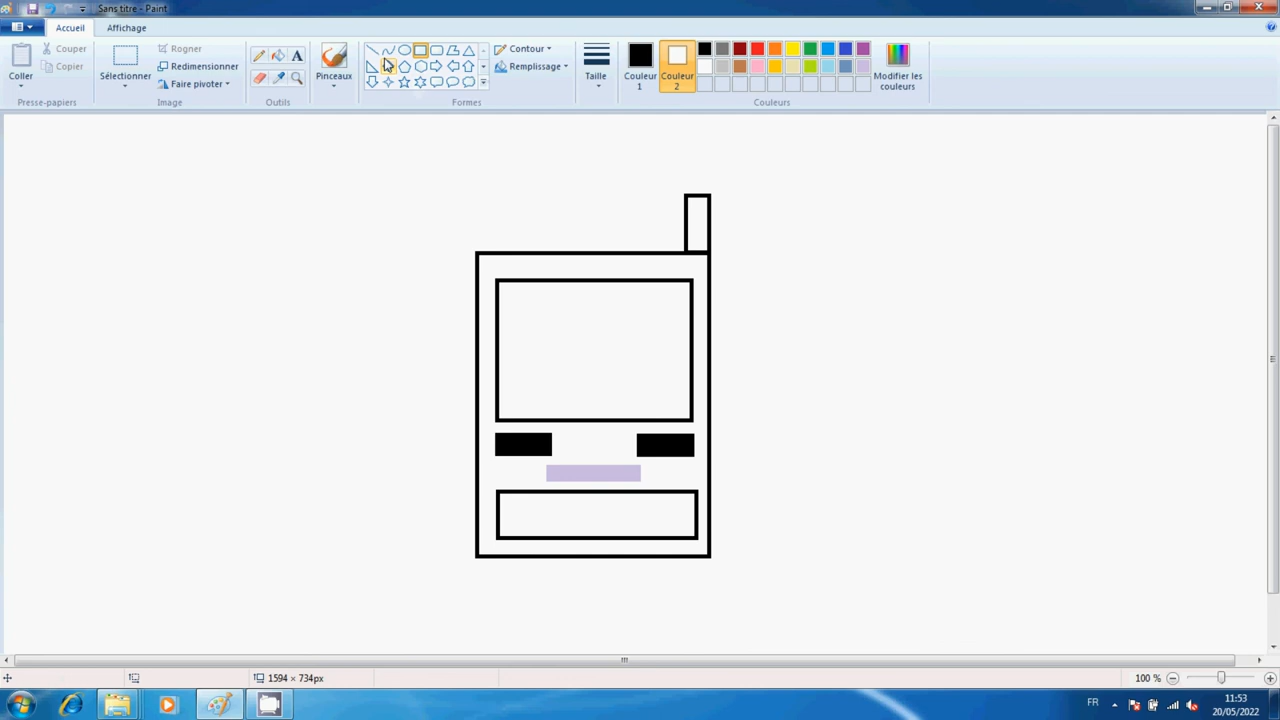 Sans titre - Paint
Accueil
Affichage
Coller
Couper
Copier
Presse-papiers
Sélectionner
Rogner
Redimensionner
Faire pivoter
Image
A
Outils
Pinceaux
Contour
Remplissage
Formes
Taille
Couleur
1
Couleur
2
Modifier les
couleurs
Couleurs
1594 × 734px
100 %
FR
11:53
20/05/2022